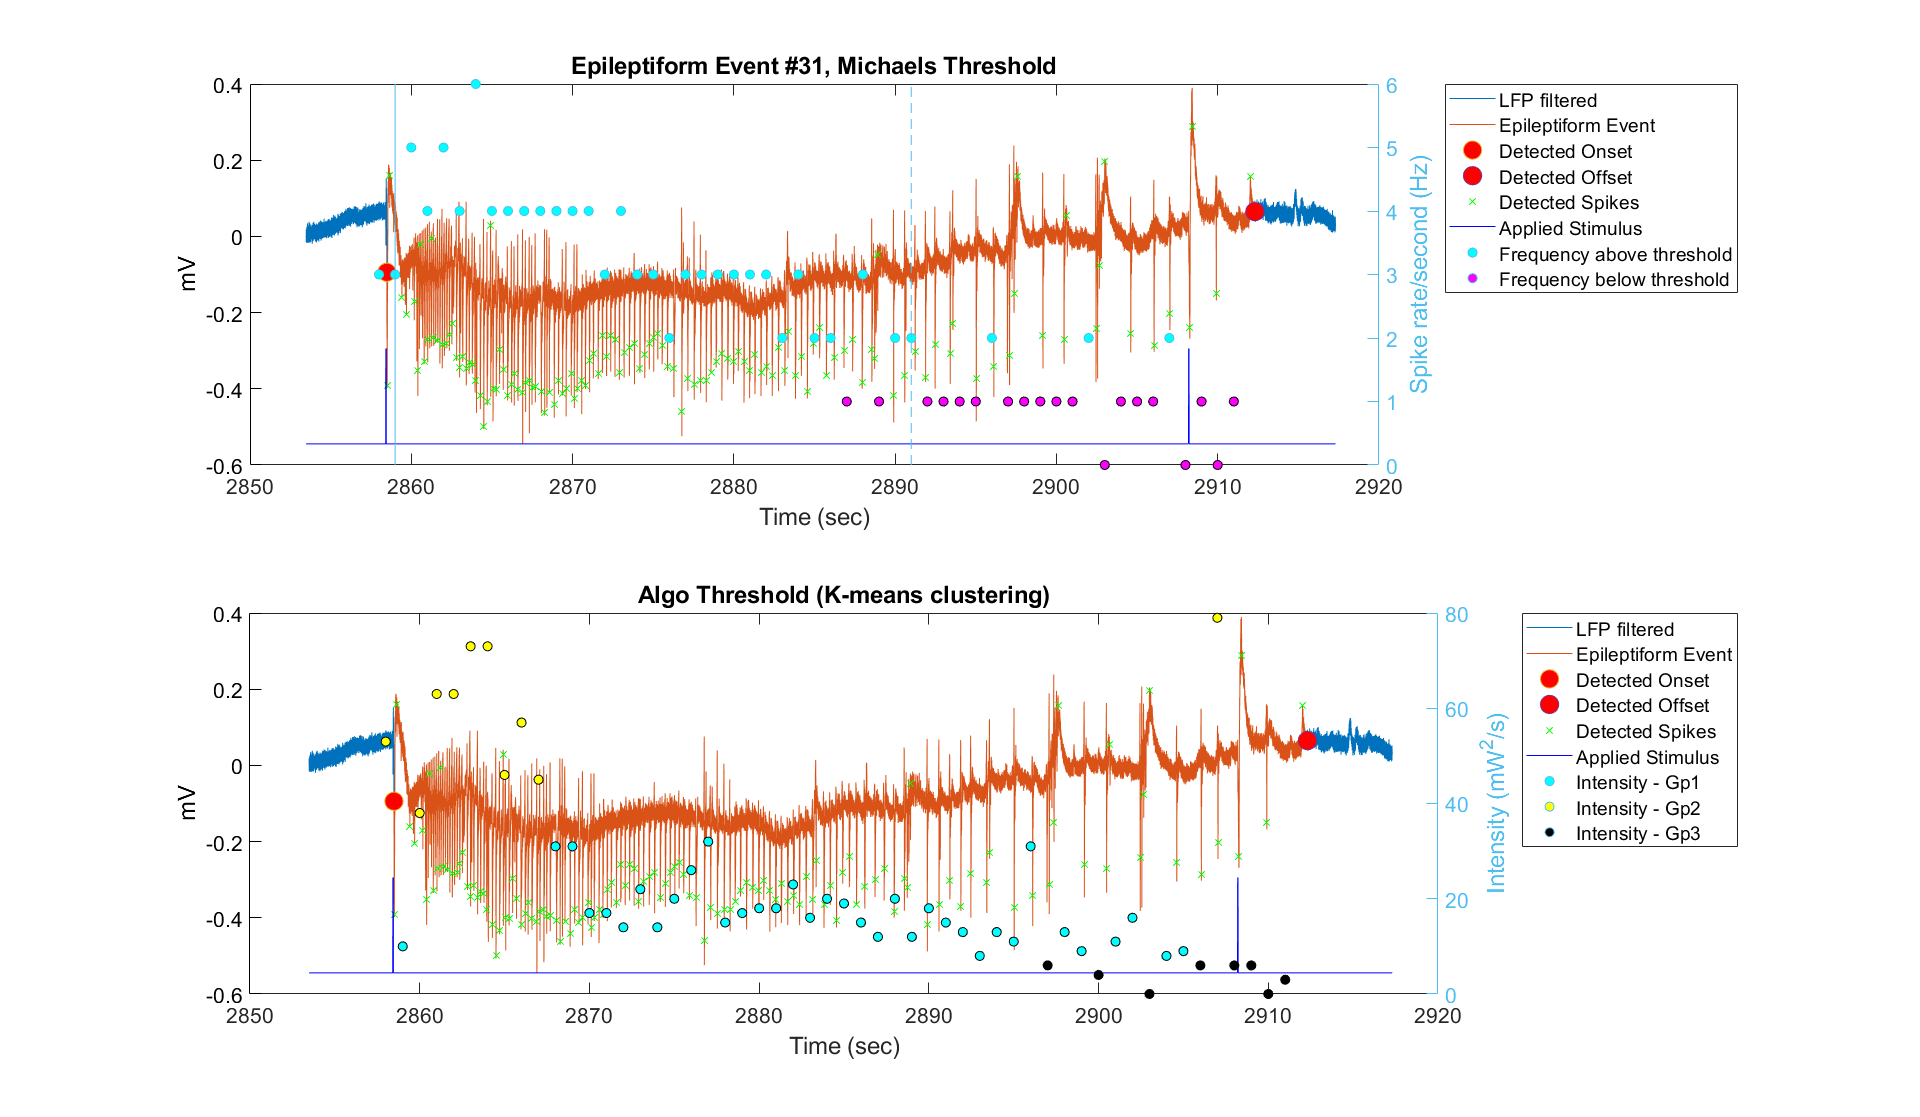 Epileptiform Event #31, Michaels Threshold
0.4
0.2
0
-0.2
-0.4
-0.6
mV
2850 2860 2870 2880 2890 2900 2910 2920
Time (sec)
6
5
4
3
2
1
0
Spike rate/second (Hz)
LFP filtered
Epileptiform Event
Detected Onset
Detected Offset
Detected Spikes
Applied Stimulus
Frequency above threshold
Frequency below threshold
Algo Threshold (K-means clustering)
0.4
0.2
0
-0.2
-0.4
-0.6
mV
2850 2860 2870 2880 2890 2900 2910 2920
Time (sec)
80
60
40
20
0
Intensity (mW²/s)
LFP filtered
Epileptiform Event
Detected Onset
Detected Offset
Detected Spikes
Applied Stimulus
Intensity - Gp1
Intensity - Gp2
Intensity - Gp3